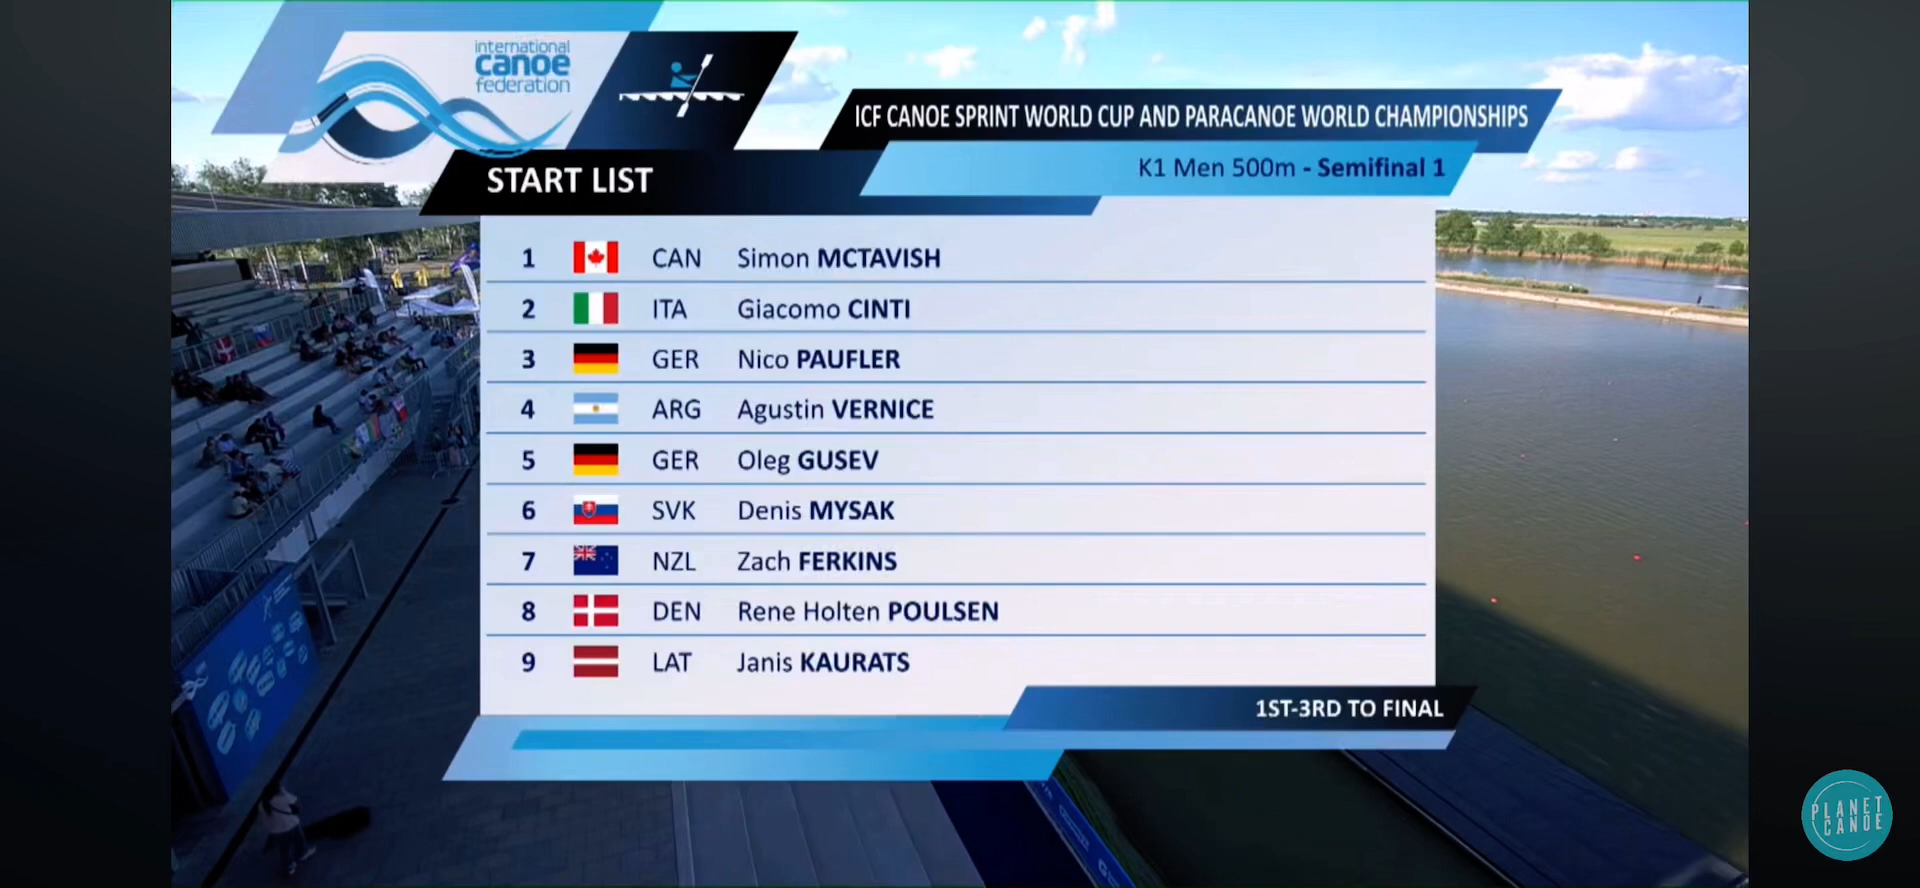 international
canoe
federation
ICF CANOE SPRINT WORLD CUP AND PARACANOE WORLD CHAMPIONSHIPS
K1 Men 500m - Semifinal 1
START LIST
1 CAN Simon MCTAVISH
2 ITA Giacomo CINTI
3 GER Nico PAUFLER
4 ARG Agustin VERNICE
5 GER Oleg GUSEV
6 SVK Denis MYSAK
7 NZL Zach FERKINS
8 DEN Rene Holten POULSEN
9 LAT Janis KAURATS
1ST-3RD TO FINAL
PLANET
CANOE